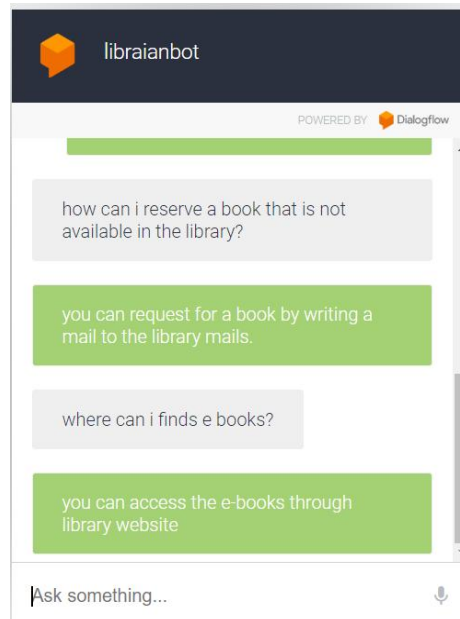 libraianbot
POWERED BY Dialogflow
how can i reserve a book that is not
available in the library?
you can request for a book by writing a
mail to the library mails.
where can i finds e books?
you can access the e-books through
library website
Ask something...